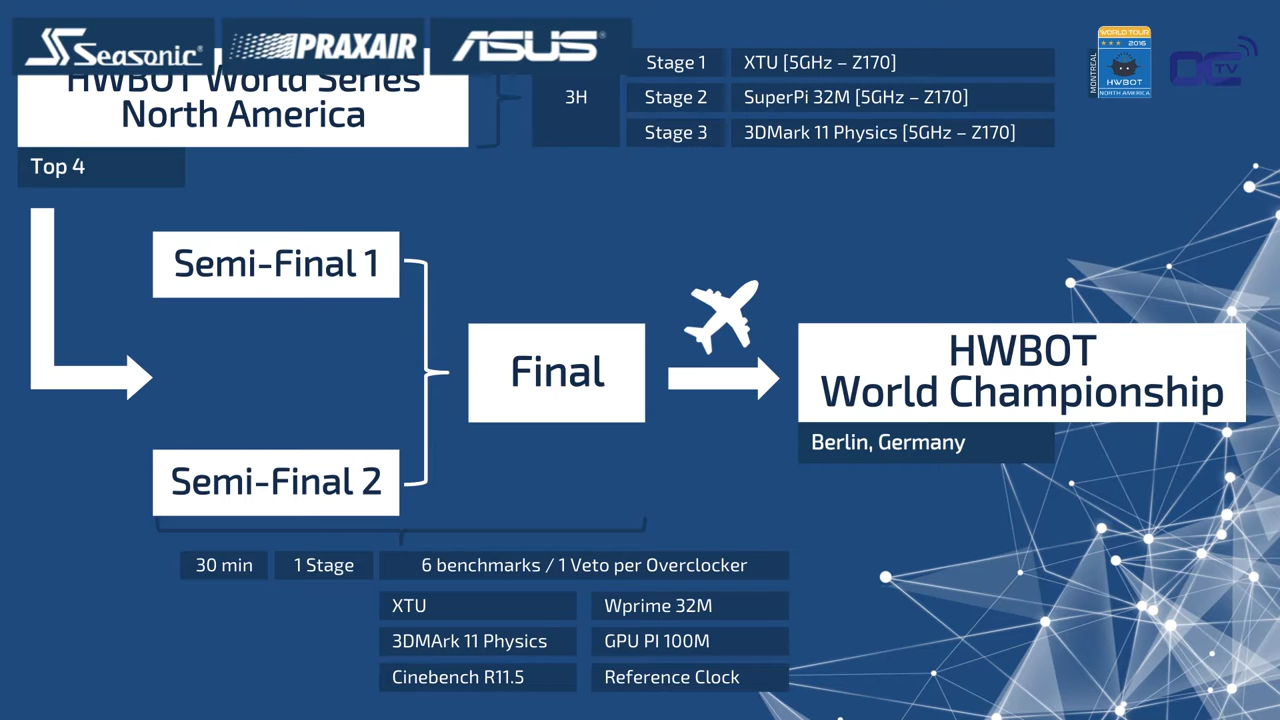 Seasonic
PRAXAIR
ASUS
HWBOT World Series
North America
Top 4
3H
Stage 1
XTU [5GHz – Z170]
Stage 2
SuperPi 32M [5GHz – Z170]
Stage 3
3DMark 11 Physics [5GHz – Z170]
WORLD TOUR
2016
MONTREAL
HWBOT
NORTH AMERICA
OC TV
Semi-Final 1
Semi-Final 2
Final
HWBOT
World Championship
Berlin, Germany
30 min
1 Stage
6 benchmarks / 1 Veto per Overclocker
XTU
Wprime 32M
3DMArk 11 Physics
GPU PI 100M
Cinebench R11.5
Reference Clock